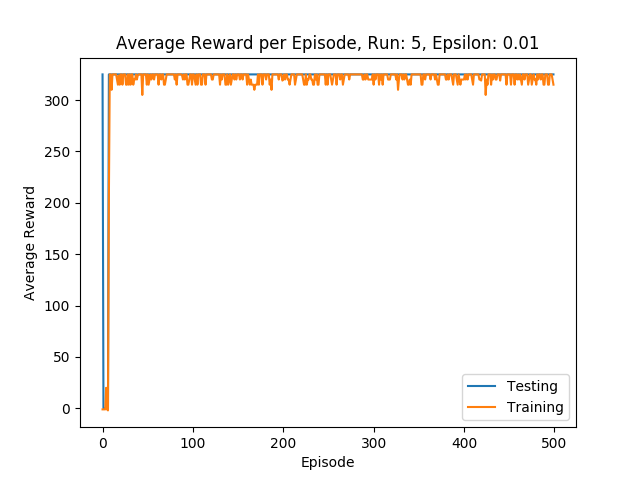 Average Reward per Episode, Run: 5, Epsilon: 0.01
Average Reward
300
250
200
150
100
50
0
0 100 200 300 400 500
Episode
Testing
Training